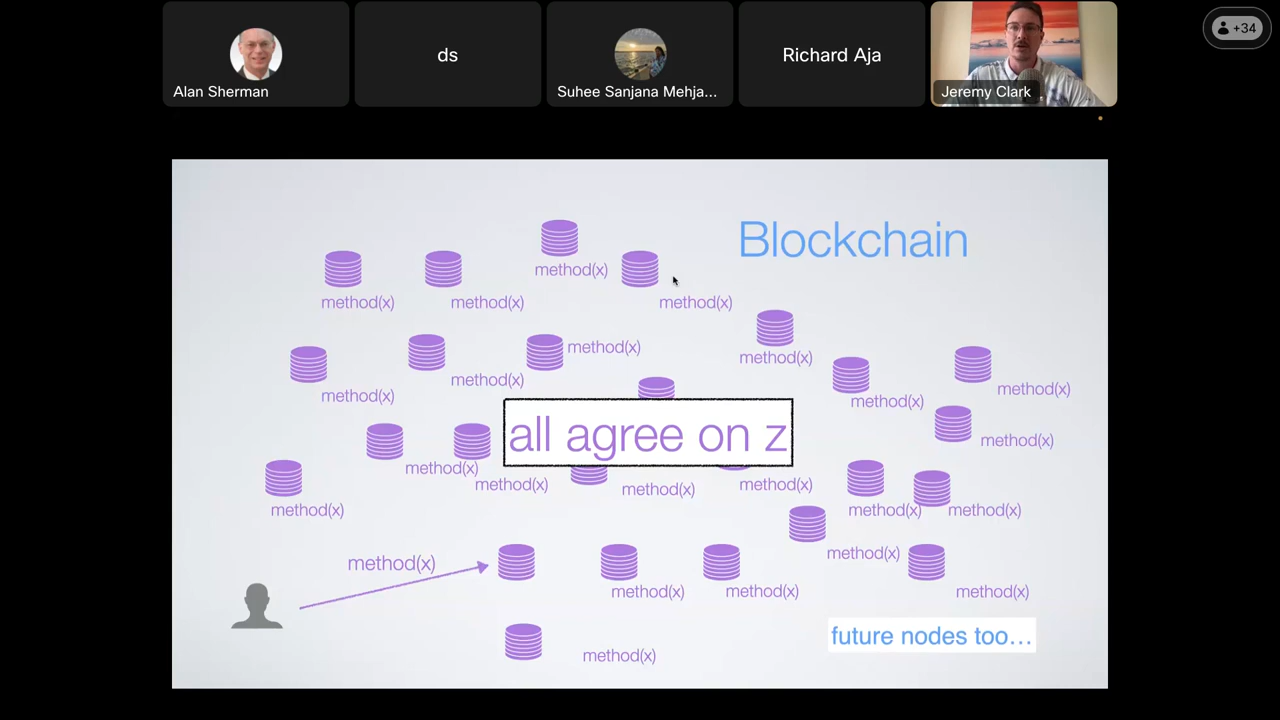 Alan Sherman
ds
Suhee Sanjana Mehja...
Richard Aja
Jeremy Clark
+34
Blockchain
method(x)
method(x)
method(x)
method(x)
method(x)
method(x)
method(x)
method(x)
method(x)
method(x)
method(x)
method(x)
all agree on z
method(x)
method(x)
method(x)
method(x)
method(x)
method(x)
method(x)
method(x)
method(x)
method(x)
method(x)
method(x)
future nodes too...
method(x)